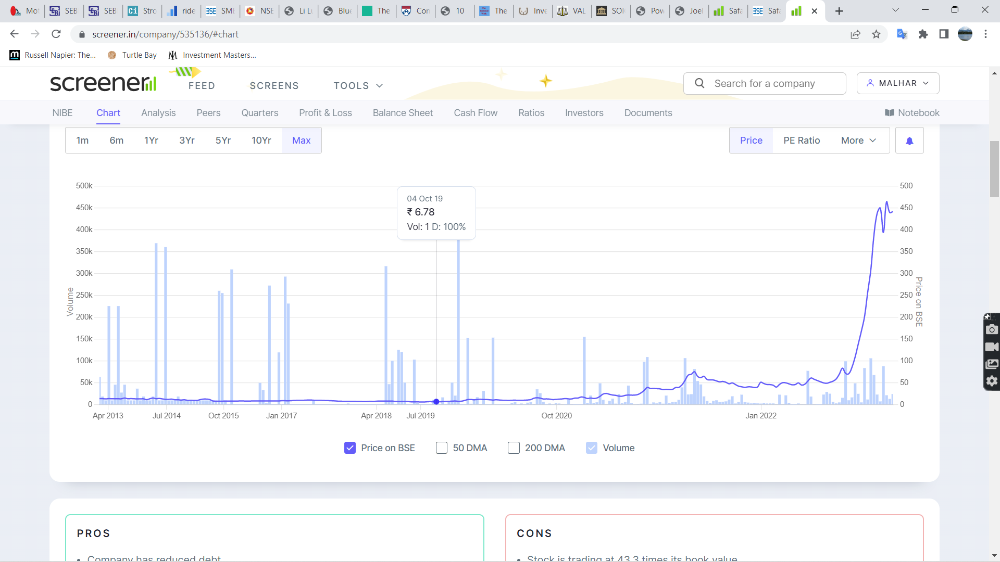 Mot
SEB
SEB
Ci
Stro
ride
BSE
SME
NSE
Li Lu
Blue
The
Con
10
The
Inve
VAL
SOI
Pow
Joel
Safa
BSE
Safa
screener.in/company/535136/#chart
Russell Napier: The...
Turtle Bay
Investment Masters...
screener
FEED
SCREENS
TOOLS
Search for a company
MALHAR
NIBE
Chart
Analysis
Peers
Quarters
Profit & Loss
Balance Sheet
Cash Flow
Ratios
Investors
Documents
Notebook
1m
6m
1Yr
3Yr
5Yr
10Yr
Max
Price
PE Ratio
More
500k
450k
400k
350k
300k
250k
200k
150k
100k
50k
0
Volume
04 Oct 19
₹ 6.78
Vol: 1 D: 100%
500
450
400
350
300
250
200
150
100
50
0
Price on BSE
Apr 2013
Jul 2014
Oct 2015
Jan 2017
Apr 2018
Jul 2019
Oct 2020
Jan 2022
Price on BSE
50 DMA
200 DMA
Volume
PROS
Company has reduced debt
CONS
Stock is trading at 43.3 times its book value